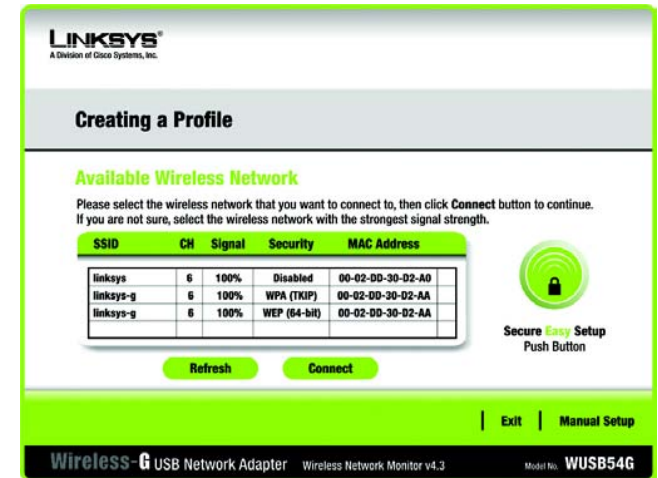 LINKSYS®
A Division of Cisco Systems, Inc.
Creating a Profile
Available Wireless Network
Please select the wireless network that you want to connect to, then click Connect button to continue.
If you are not sure, select the wireless network with the strongest signal strength.
SSID CH Signal Security MAC Address
linksys 6 100% Disabled 00-02-DD-30-D2-A0
linksys-g 6 100% WPA (TKIP) 00-02-DD-30-D2-AA
linksys-g 6 100% WEP (64-bit) 00-02-DD-30-D2-AA
Secure Easy Setup
Push Button
Refresh Connect
Exit Manual Setup
Wireless-G USB Network Adapter Wireless Network Monitor v4.3 Model No. WUSB54G